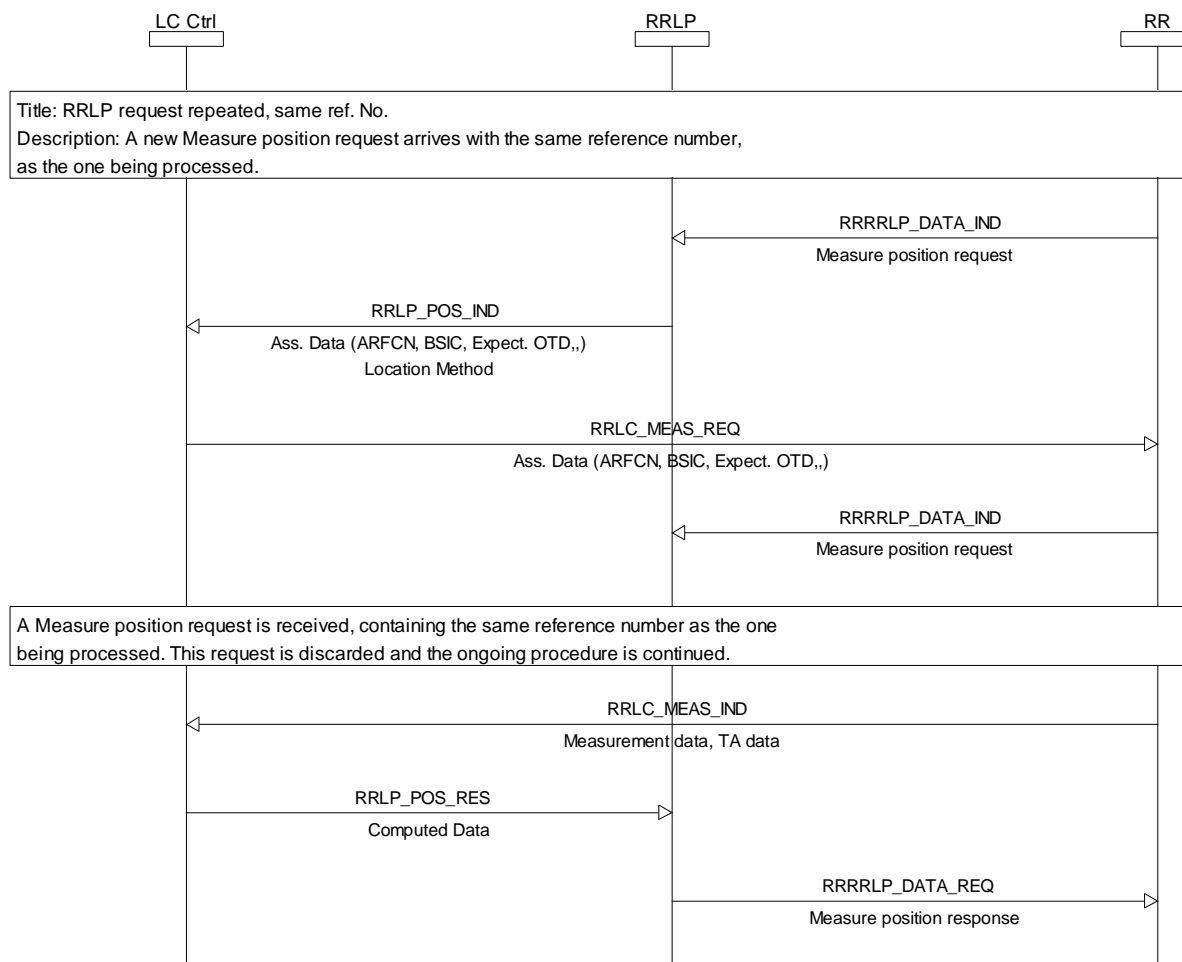 LC Ctrl
RRLP
RR
Title: RRLP request repeated, same ref. No.
Description: A new Measure position request arrives with the same reference number,
as the one being processed.
RRRRLP_DATA_IND
Measure position request
RRLP_POS_IND
Ass. Data (ARFCN, BSIC, Expect. OTD,,)
Location Method
RRLC_MEAS_REQ
Ass. Data (ARFCN, BSIC, Expect. OTD,,)
RRRRLP_DATA_IND
Measure position request
A Measure position request is received, containing the same reference number as the one
being processed. This request is discarded and the ongoing procedure is continued.
RRLC_MEAS_IND
Measurement data, TA data
RRLP_POS_RES
Computed Data
RRRRLP_DATA_REQ
Measure position response